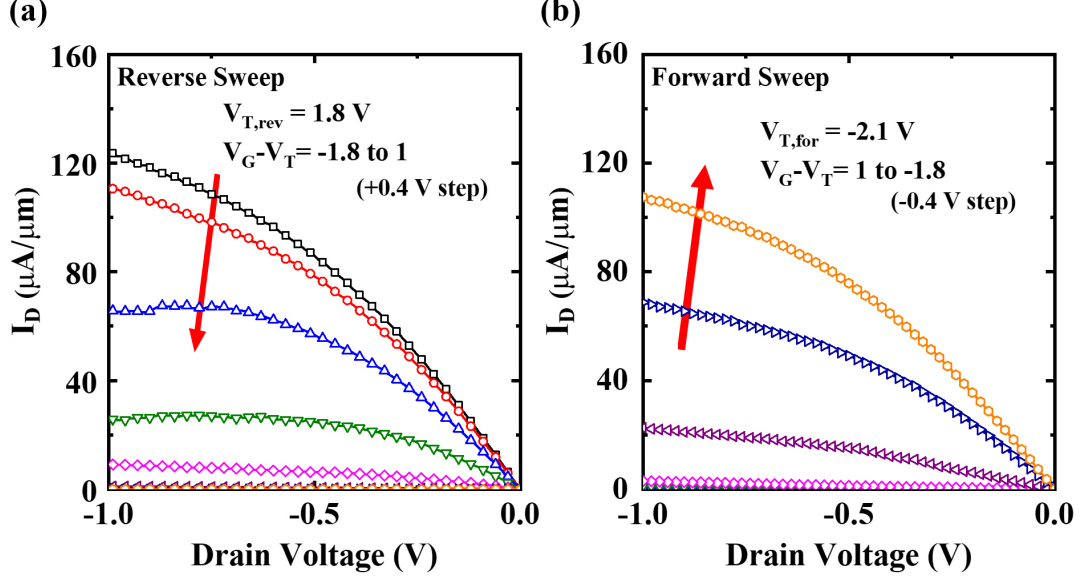 (a)
160
120
80
40
0
I_D (μA/μm)
Reverse Sweep
V_T,rev = 1.8 V
V_G-V_T= -1.8 to 1
(+0.4 V step)
-1.0
-0.5
0.0
Drain Voltage (V)
(b)
160
120
80
40
0
I_D (μA/μm)
Forward Sweep
V_T,for = -2.1 V
V_G-V_T= 1 to -1.8
(-0.4 V step)
-1.0
-0.5
0.0
Drain Voltage (V)